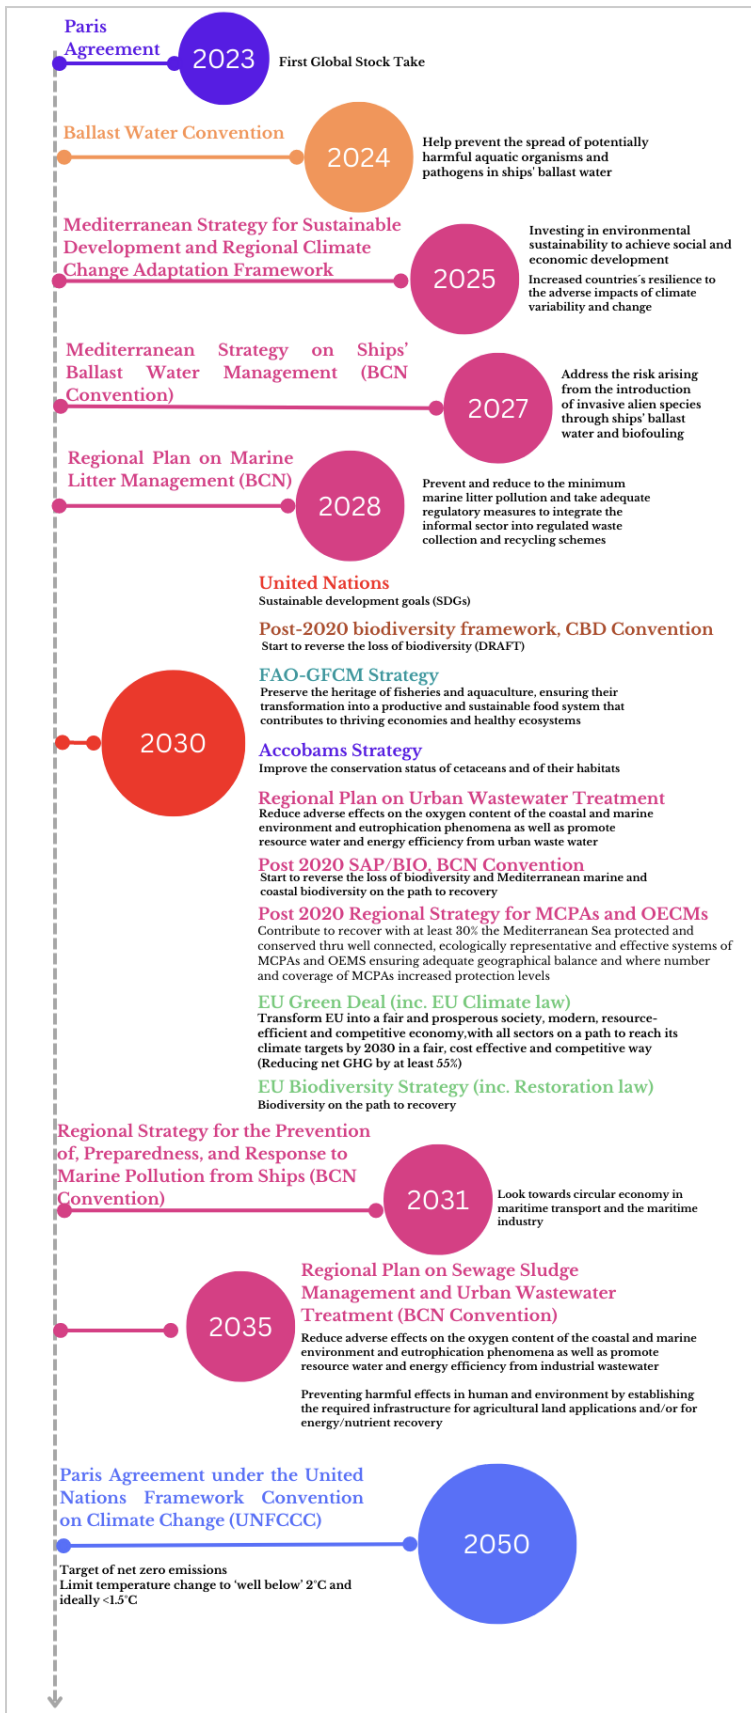 Paris
Agreement
2023
First Global Stock Take
Ballast Water Convention
2024
Help prevent the spread of potentially
harmful aquatic organisms and
pathogens in ships' ballast water
Mediterranean Strategy for Sustainable
Development and Regional Climate
Change Adaptation Framework
2025
Investing in environmental
sustainability to achieve social and
economic development
Increased countries´s resilience to
the adverse impacts of climate
variability and change
Mediterranean Strategy on Ships'
Ballast Water Management (BCN
Convention)
2027
Address the risk arising
from the introduction
of invasive alien species
through ships' ballast
water and biofouling
Regional Plan on Marine
Litter Management (BCN)
2028
Prevent and reduce to the minimum
marine litter pollution and take adequate
regulatory measures to integrate the
informal sector into regulated waste
collection and recycling schemes
2030
United Nations
Sustainable development goals (SDGs)
Post-2020 biodiversity framework, CBD Convention
Start to reverse the loss of biodiversity (DRAFT)
FAO-GFCM Strategy
Preserve the heritage of fisheries and aquaculture, ensuring their
transformation into a productive and sustainable food system that
contributes to thriving economies and healthy ecosystems
Accobams Strategy
Improve the conservation status of cetaceans and of their habitats
Regional Plan on Urban Wastewater Treatment
Reduce adverse effects on the oxygen content of the coastal and marine
environment and eutrophication phenomena as well as promote
resource water and energy efficiency from urban waste water
Post 2020 SAP/BIO, BCN Convention
Start to reverse the loss of biodiversity and Mediterranean marine and
coastal biodiversity on the path to recovery
Post 2020 Regional Strategy for MCPAs and OECMs
Contribute to recover with at least 30% the Mediterranean Sea protected and
conserved thru well connected, ecologically representative and effective systems of
MCPAs and OEMS ensuring adequate geographical balance and where number
and coverage of MCPAs increased protection levels
EU Green Deal (inc. EU Climate law)
Transform EU into a fair and prosperous society, modern, resource-
efficient and competitive economy,with all sectors on a path to reach its
climate targets by 2030 in a fair, cost effective and competitive way
(Reducing net GHG by at least 55%)
EU Biodiversity Strategy (inc. Restoration law)
Biodiversity on the path to recovery
Regional Strategy for the Prevention
of, Preparedness, and Response to
Marine Pollution from Ships (BCN
Convention)
2031
Look towards circular economy in
maritime transport and the maritime
industry
2035
Regional Plan on Sewage Sludge
Management and Urban Wastewater
Treatment (BCN Convention)
Reduce adverse effects on the oxygen content of the coastal and marine
environment and eutrophication phenomena as well as promote
resource water and energy efficiency from industrial wastewater
Preventing harmful effects in human and environment by establishing
the required infrastructure for agricultural land applications and/or for
energy/nutrient recovery
Paris Agreement under the United
Nations Framework Convention
on Climate Change (UNFCCC)
2050
Target of net zero emissions
Limit temperature change to 'well below' 2°C and
ideally <1.5°C